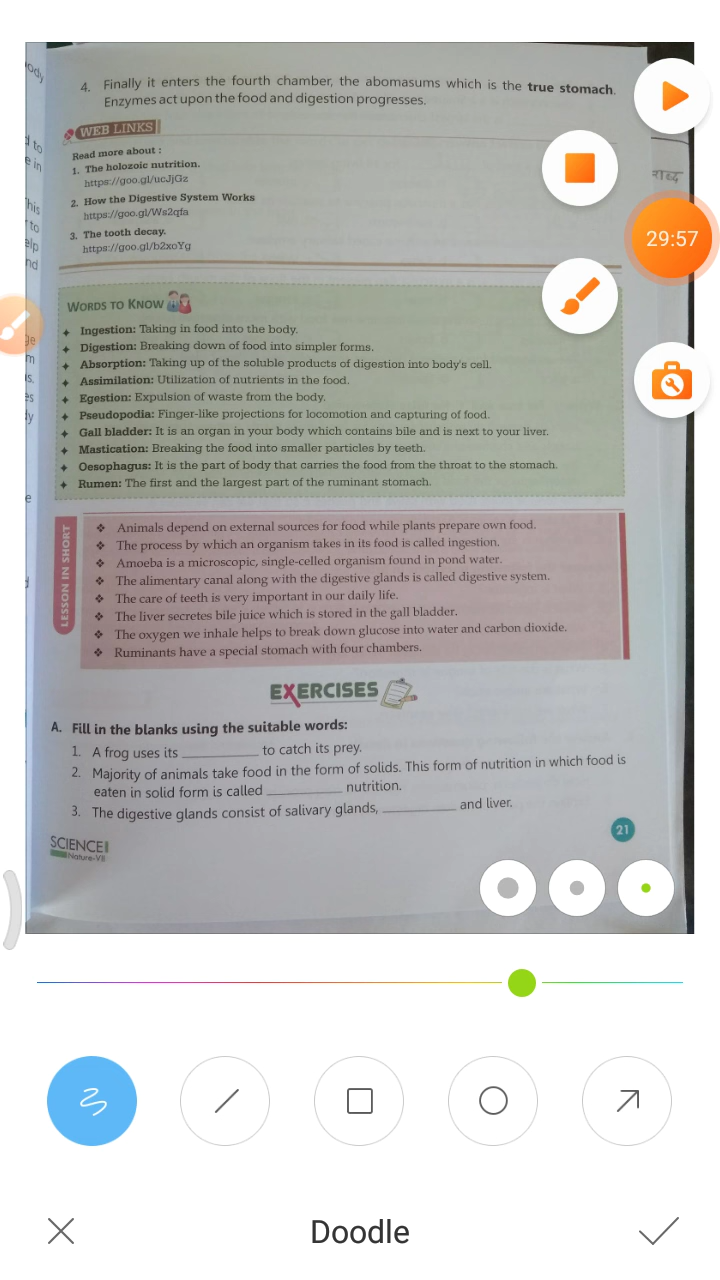 4. Finally it enters the fourth chamber, the abomasums which is the true stomach.
Enzymes act upon the food and digestion progresses.
WEB LINKS
Read more about :
1. The holozoic nutrition.
https://goo.gl/ucJjGz
2. How the Digestive System Works
https://goo.gl/Ws2qfa
3. The tooth decay.
https://goo.gl/b2xoYg
29:57
WORDS TO KNOW
Ingestion: Taking in food into the body.
Digestion: Breaking down of food into simpler forms.
Absorption: Taking up of the soluble products of digestion into body's cell.
Assimilation: Utilization of nutrients in the food.
Egestion: Expulsion of waste from the body.
Pseudopodia: Finger-like projections for locomotion and capturing of food.
Gall bladder: It is an organ in your body which contains bile and is next to your liver.
Mastication: Breaking the food into smaller particles by teeth.
Oesophagus: It is the part of body that carries the food from the throat to the stomach.
Rumen: The first and the largest part of the ruminant stomach.
LESSON IN SHORT
Animals depend on external sources for food while plants prepare own food.
The process by which an organism takes in its food is called ingestion.
Amoeba is a microscopic, single-celled organism found in pond water.
The alimentary canal along with the digestive glands is called digestive system.
The care of teeth is very important in our daily life.
The liver secretes bile juice which is stored in the gall bladder.
The oxygen we inhale helps to break down glucose into water and carbon dioxide.
Ruminants have a special stomach with four chambers.
EXERCISES
A. Fill in the blanks using the suitable words:
1. A frog uses its __________ to catch its prey.
2. Majority of animals take food in the form of solids. This form of nutrition in which food is
eaten in solid form is called __________ nutrition.
3. The digestive glands consist of salivary glands, __________ and liver.
21
SCIENCE
Nature-VII
Doodle